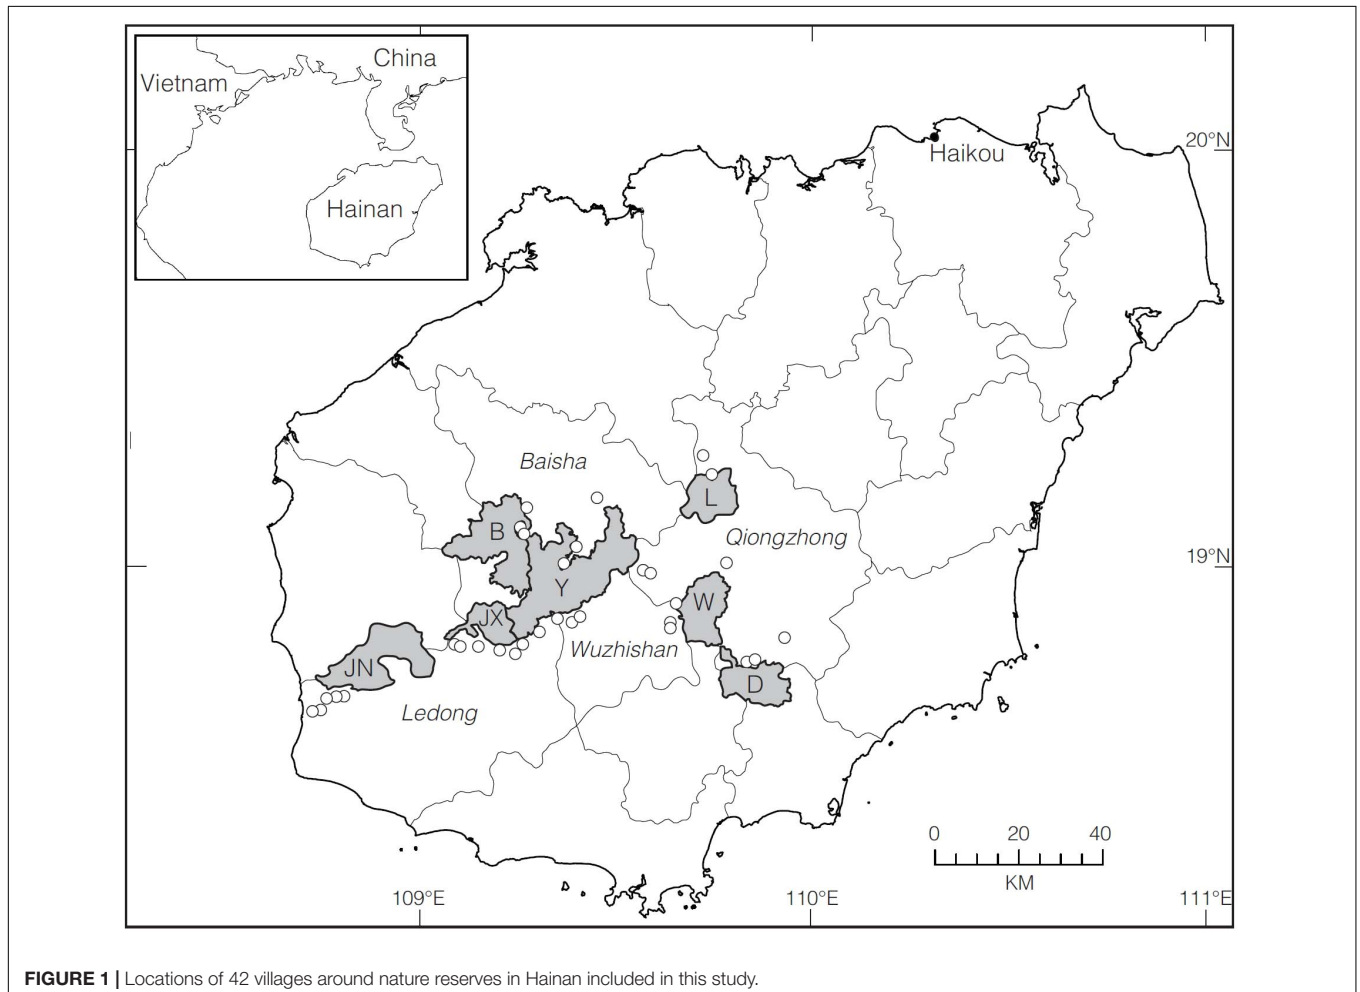 China
Vietnam
Hainan
Haikou
20°N
Baisha
L
B
Qiongzhong
19°N
Y
W
JX
Wuzhishan
JN
D
Ledong
0 20 40
KM
109°E 110°E 111°E
FIGURE 1 | Locations of 42 villages around nature reserves in Hainan included in this study.